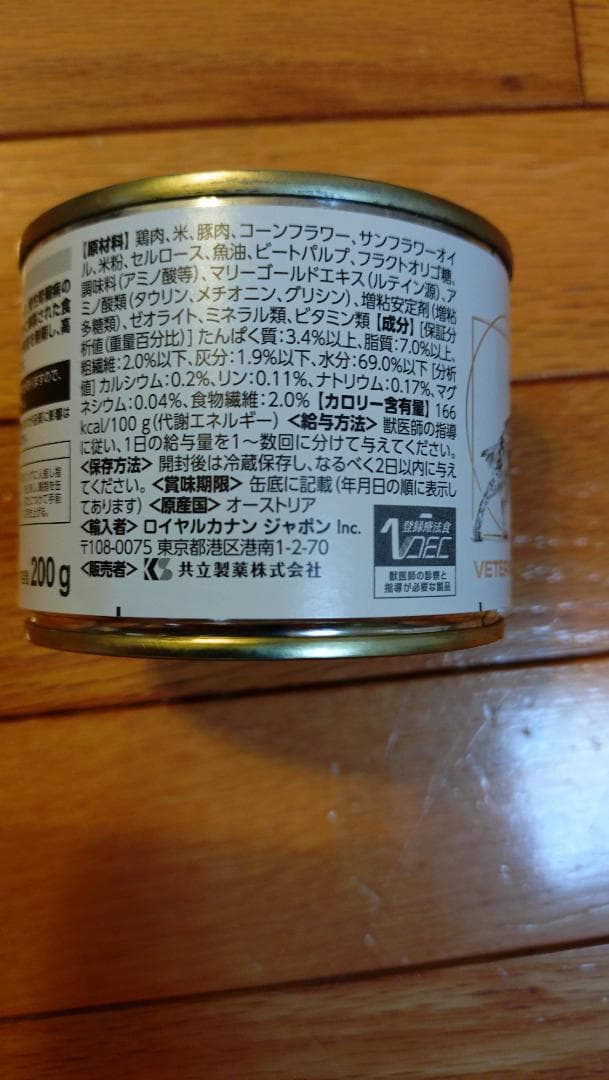 【原材料】鶏肉、米、豚肉、コーンフラワー、サンフラワーオイ
ル、米粉、セルロース、魚油、ビートパルプ、フラクトオリゴ糖、
調味料(アミノ酸等)、マリーゴールドエキス(ルテイン源)、ア
ミノ酸類(タウリン、メチオニン、グリシン)、増粘安定剤(増粘
多糖類)、ゼオライト、ミネラル類、ビタミン類【成分】[保証分
析値(重量百分比)]たんぱく質:3.4%以上、脂質:7.0%以上、
粗繊維:2.0%以下、灰分:1.9%以下、水分:69.0%以下[分析
値]カルシウム:0.2%、リン:0.11%、ナトリウム:0.17%、マグ
ネシウム:0.04%、食物繊維:2.0%【カロリー含有量】166
kcal/100g(代謝エネルギー)<給与方法>獣医師の指導
に従い、1日の給与量を1~数回に分けて与えてください。
<保存方法>開封後は冷蔵保存し、なるべく2日以内に与え
てください。<賞味期限>缶底に記載(年月日の順に表示し
てあります)<原産国>オーストリア
<輸入者>ロイヤルカナン ジャポン Inc.
〒108-0075 東京都港区港南1-2-70
<販売者> KS 共立製薬株式会社
200g
登録療法食
獣医師の診察と
指導が必要な製品
VETE